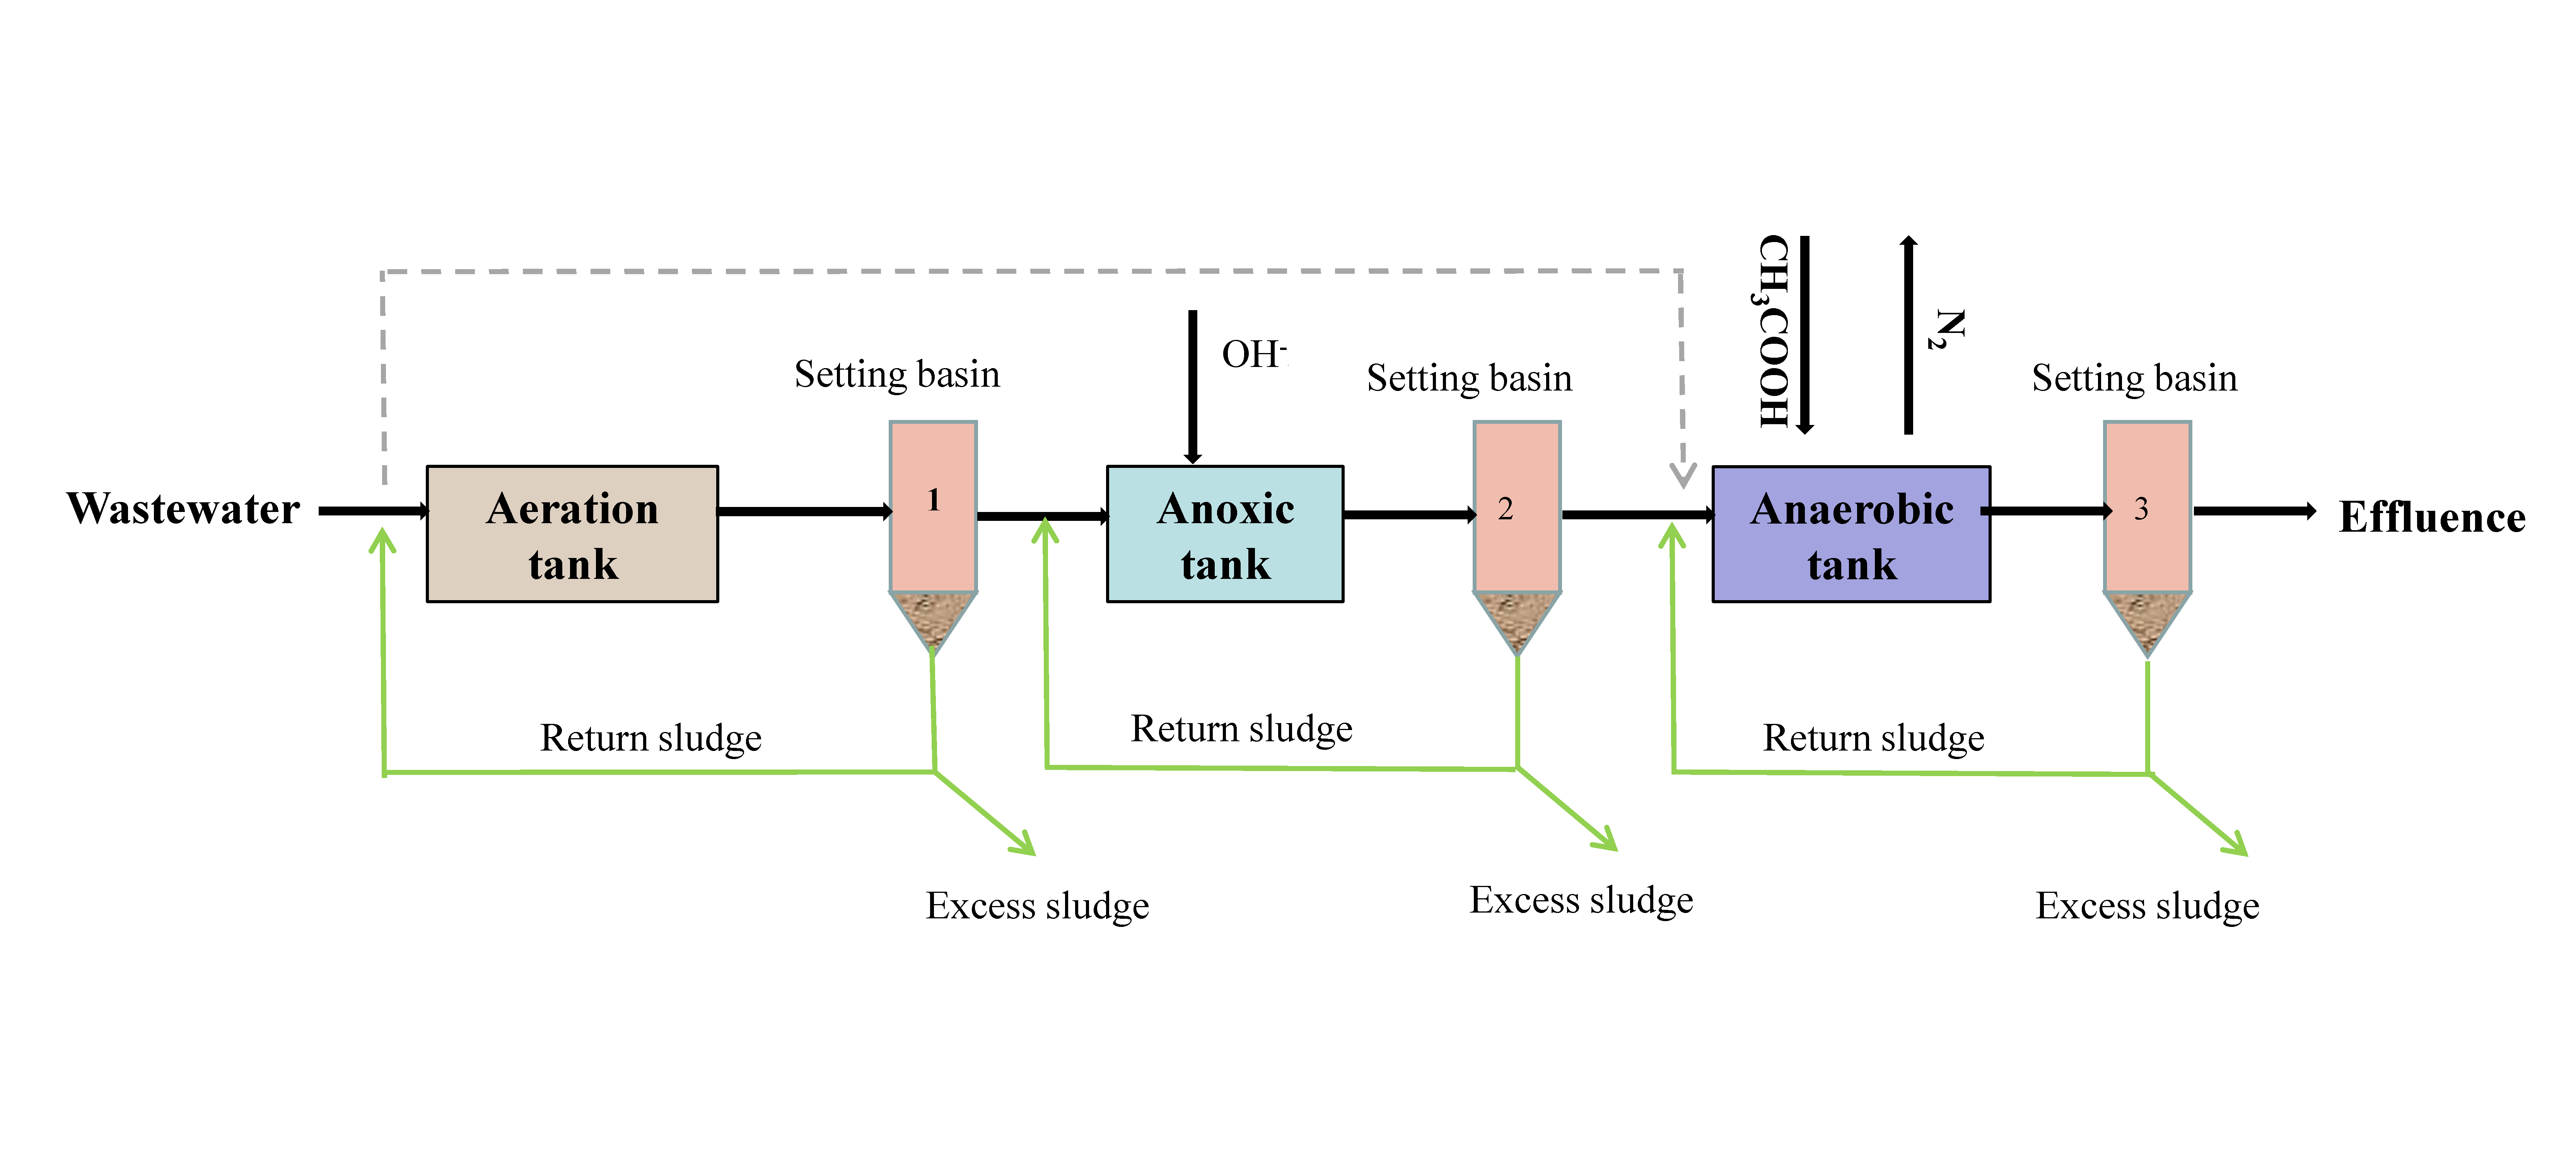 CH₃COOH
N₂
OH⁻
Setting basin
Setting basin
Setting basin
Wastewater
Aeration
tank
1
Anoxic
tank
2
Anaerobic
tank
3
Effluence
Return sludge
Return sludge
Return sludge
Excess sludge
Excess sludge
Excess sludge